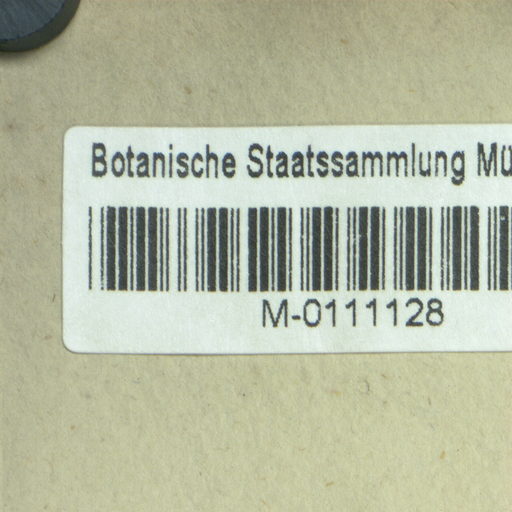 Botanische Staatssammlung Mü
M-0111128